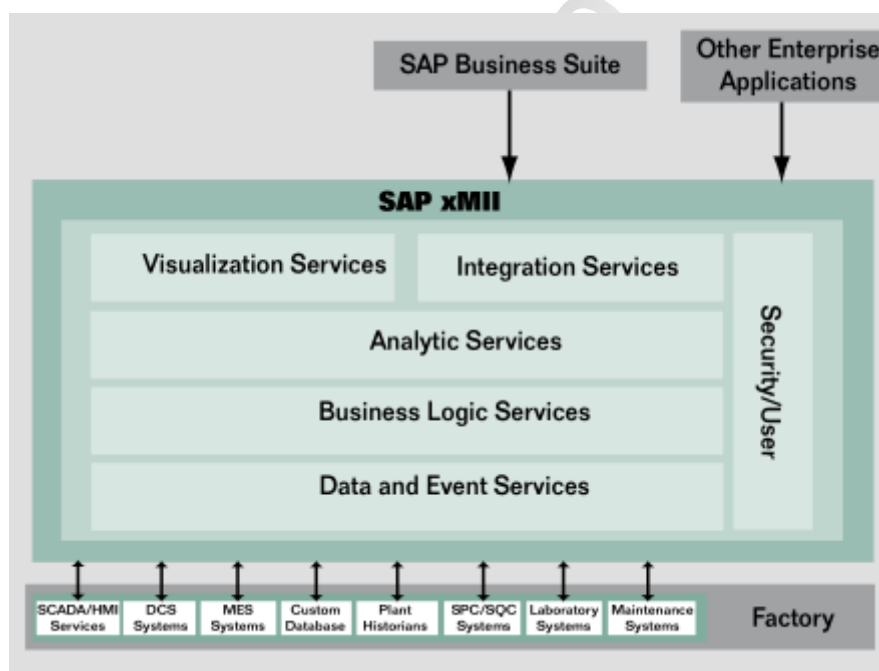 SAP Business Suite
Other Enterprise
Applications
SAP xMII
Visualization Services
Integration Services
Analytic Services
Business Logic Services
Data and Event Services
Security/User
SCADA/HMI
Services
DCS
Systems
MES
Systems
Custom
Database
Plant
Historians
SPC/SQC
Systems
Laboratory
Systems
Maintenance
Systems
Factory